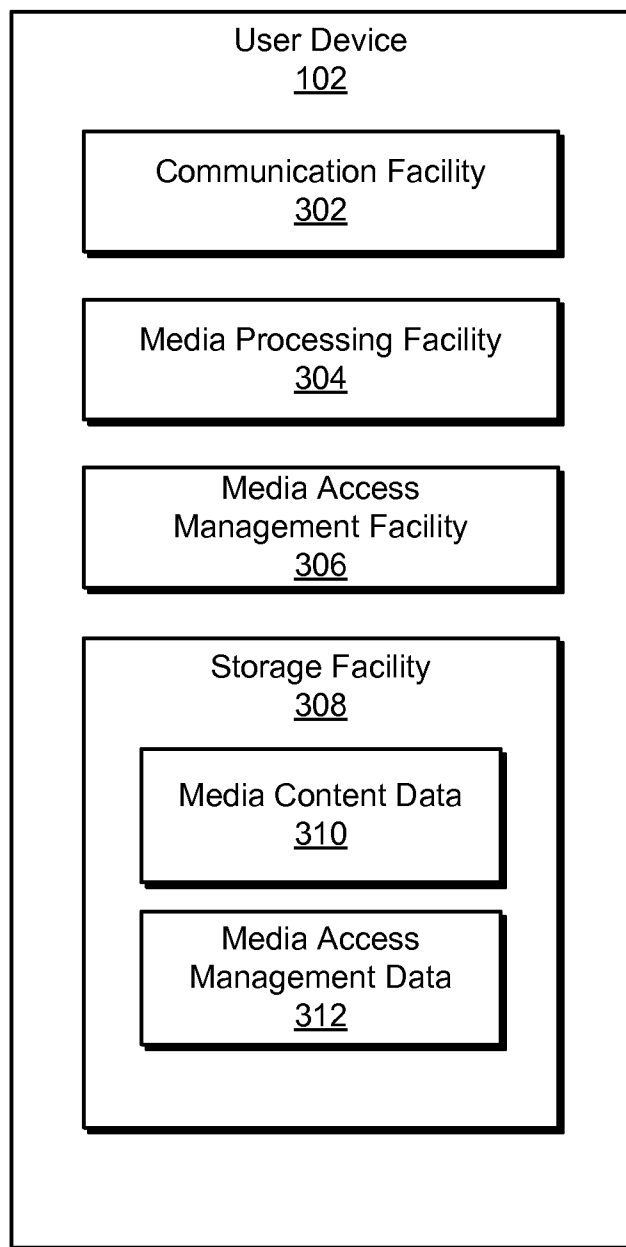 User Device
102
Communication Facility
302
Media Processing Facility
304
Media Access
Management Facility
306
Storage Facility
308
Media Content Data
310
Media Access
Management Data
312